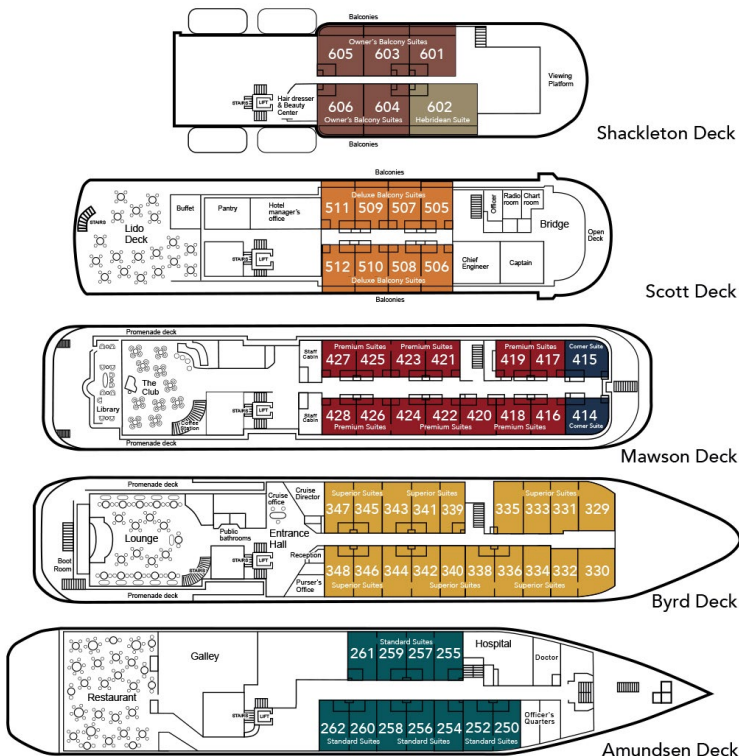 Balconies
Owner's Balcony Suites
605 603 601
STAIRS
LIFT
Hair dresser
& Beauty
Center
606 604 602
Owner's Balcony Suites
Hebridean Suite
Viewing
Platform
Balconies
Shackleton Deck
Balconies
STAIRS
Lido
Deck
Buffet
Pantry
Hotel
manager's
office
Deluxe Balcony Suites
511 509 507 505
Officer
Radio
room
Chart
room
Bridge
Open
Deck
STAIRS
LIFT
512 510 508 506
Deluxe Balcony Suites
Chief
Engineer
Captain
Balconies
Scott Deck
Promenade deck
Library
The
Club
Coffee
Station
STAIRS
LIFT
Staff
Cabin
Premium Suites
Premium Suites
Premium Suites
Corner Suite
427 425 423 421 419 417 415
Staff
Cabin
428 426 424 422 420 418 416 414
Premium Suites
Premium Suites
Premium Suites
Corner Suite
Promenade deck
Mawson Deck
Promenade deck
Boot
Room
Lounge
Public
bathrooms
STAIRS
STAIRS
LIFT
Cruise
office
Cruise
Director
Entrance
Hall
Reception
Purser's
Office
Superior Suites
Superior Suites
Superior Suites
347 345 343 341 339 335 333 331 329
348 346 344 342 340 338 336 334 332 330
Superior Suites
Superior Suites
Superior Suites
Promenade deck
Byrd Deck
Restaurant
Galley
STAIRS
LIFT
Standard Suites
261 259 257 255
Hospital
Doctor
262 260 258 256 254 252 250
Standard Suites
Standard Suites
Standard Suites
Officer's
Quarters
Amundsen Deck